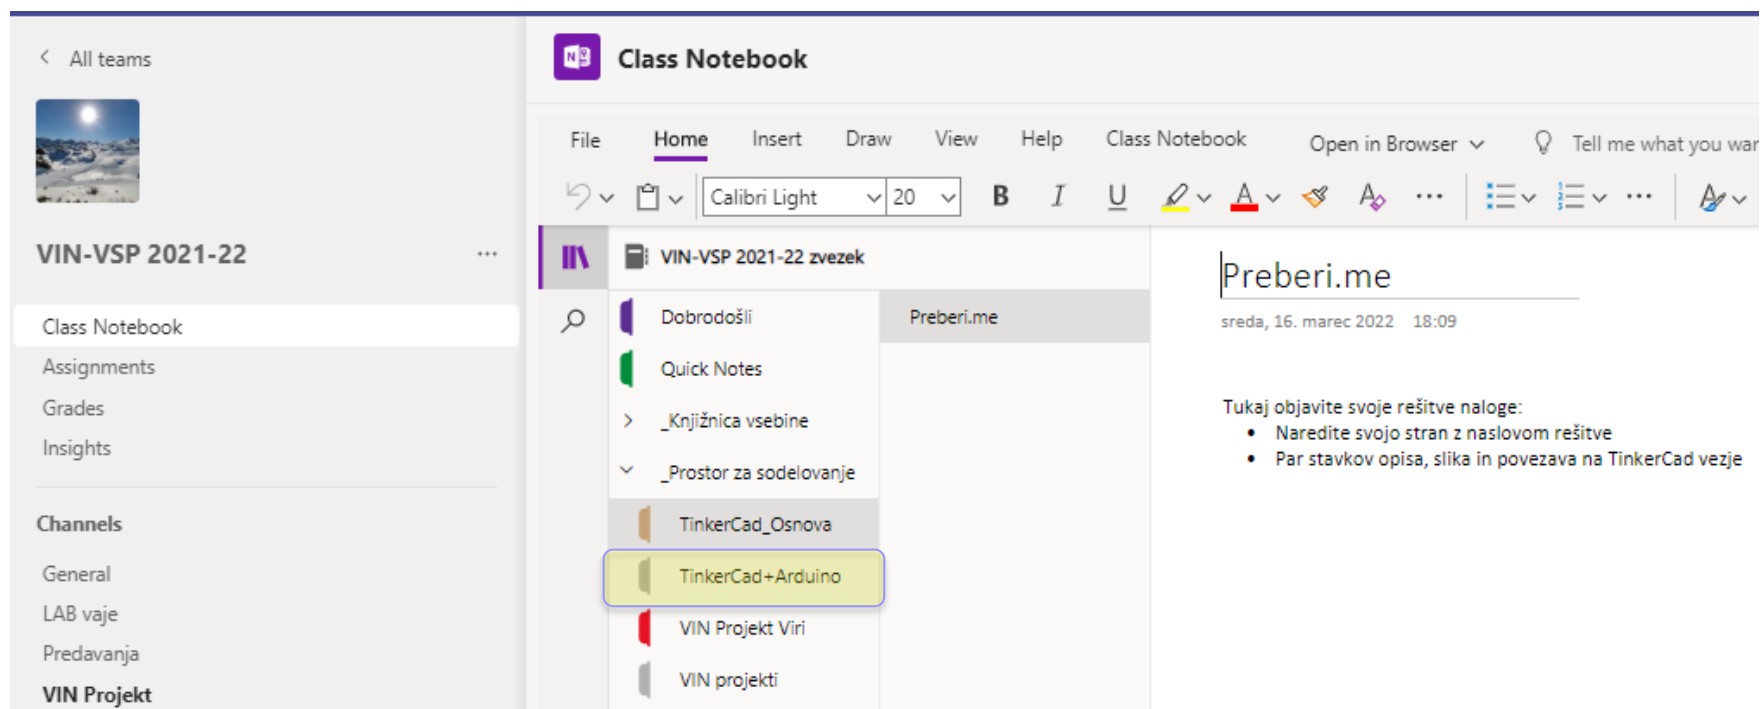 All teams
VIN-VSP 2021-22
...
Class Notebook
Assignments
Grades
Insights
Channels
General
LAB vaje
Predavanja
VIN Projekt
N
Class Notebook
File Home Insert Draw View Help Class Notebook Open in Browser Tell me what you wan
Calibri Light 20 B I U A A ... ... A
VIN-VSP 2021-22 zvezek
Dobrodošli
Quick Notes
_Knjižnica vsebine
_Prostor za sodelovanje
TinkerCad_Osnova
TinkerCad+Arduino
VIN Projekt Viri
VIN projekti
Preberi.me
Preberi.me
sreda, 16. marec 2022 18:09
Tukaj objavite svoje rešitve naloge:
• Naredite svojo stran z naslovom rešitve
• Par stavkov opisa, slika in povezava na TinkerCad vezje